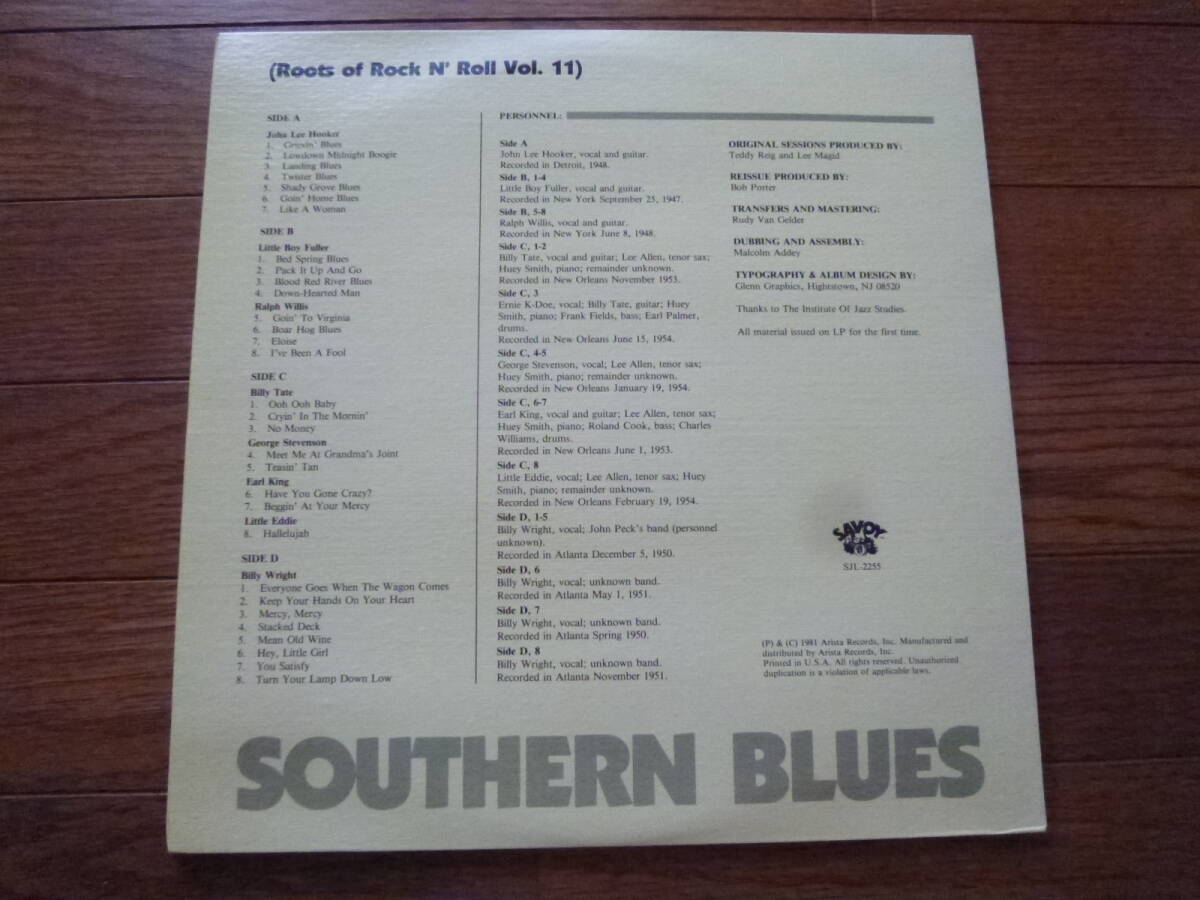 (Roots of Rock N' Roll Vol. 11)
SIDE A
John Lee Hooker
1. Grievin' Blues
2. Lowdown Midnight Boogie
3. Landing Blues
4. Twister Blues
5. Shady Grove Blues
6. Goin' Home Blues
7. Like A Woman
SIDE B
Little Boy Fuller
1. Bed Spring Blues
2. Pack It Up And Go
3. Blood Red River Blues
4. Down-Hearted Man
Ralph Willis
5. Goin' To Virginia
6. Boar Hog Blues
7. Eloise
8. I've Been A Fool
SIDE C
Billy Tate
1. Ooh Ooh Baby
2. Cryin' In The Mornin'
3. No Money
George Stevenson
4. Meet Me At Grandma's Joint
5. Teasin' Tan
Earl King
6. Have You Gone Crazy?
7. Beggin' At Your Mercy
Little Eddie
8. Hallelujah
SIDE D
Billy Wright
1. Everyone Goes When The Wagon Comes
2. Keep Your Hands On Your Heart
3. Mercy, Mercy
4. Stacked Deck
5. Mean Old Wine
6. Hey, Little Girl
7. You Satisfy
8. Turn Your Lamp Down Low
PERSONNEL:
Side A
John Lee Hooker, vocal and guitar.
Recorded in Detroit, 1948.
Side B, 1-4
Little Boy Fuller, vocal and guitar.
Recorded in New York September 25, 1947.
Side B, 5-8
Ralph Willis, vocal and guitar.
Recorded in New York June 8, 1948.
Side C, 1-2
Billy Tate, vocal and guitar; Lee Allen, tenor sax;
Huey Smith, piano; remainder unknown.
Recorded in New Orleans November 1953.
Side C, 3
Ernie K-Doe, vocal; Billy Tate, guitar; Huey
Smith, piano; Frank Fields, bass; Earl Palmer,
drums.
Recorded in New Orleans June 15, 1954.
Side C, 4-5
George Stevenson, vocal; Lee Allen, tenor sax;
Huey Smith, piano; remainder unknown.
Recorded in New Orleans January 19, 1954.
Side C, 6-7
Earl King, vocal and guitar; Lee Allen, tenor sax;
Huey Smith, piano; Roland Cook, bass; Charles
Williams, drums.
Recorded in New Orleans June 1, 1953.
Side C, 8
Little Eddie, vocal; Lee Allen, tenor sax; Huey
Smith, piano; remainder unknown.
Recorded in New Orleans February 19, 1954.
Side D, 1-5
Billy Wright, vocal; John Peck's band (personnel
unknown).
Recorded in Atlanta December 5, 1950.
Side D, 6
Billy Wright, vocal; unknown band.
Recorded in Atlanta May 1, 1951.
Side D, 7
Billy Wright, vocal; unknown band.
Recorded in Atlanta Spring 1950.
Side D, 8
Billy Wright, vocal; unknown band.
Recorded in Atlanta November 1951.
ORIGINAL SESSIONS PRODUCED BY:
Teddy Reig and Lee Magid
REISSUE PRODUCED BY:
Bob Porter
TRANSFERS AND MASTERING:
Rudy Van Gelder
DUBBING AND ASSEMBLY:
Malcolm Addey
TYPOGRAPHY & ALBUM DESIGN BY:
Glenn Graphics, Hightstown, NJ 08520
Thanks to The Institute Of Jazz Studies.
All material issued on LP for the first time.
SAVOY
SJL-2255
(P) & (C) 1981 Arista Records, Inc. Manufactured and
distributed by Arista Records, Inc.
Printed in U.S.A. All rights reserved. Unauthorized
duplication is a violation of applicable laws.
SOUTHERN BLUES